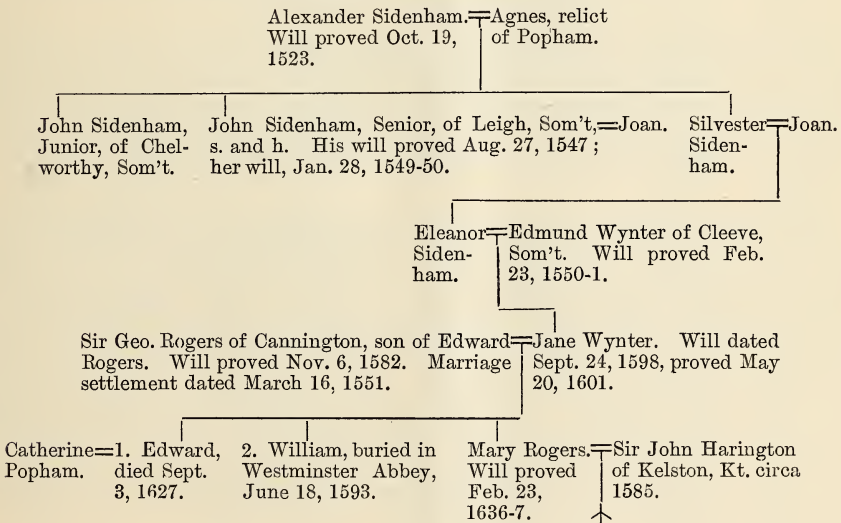 Alexander Sidenham.=Agnes, relict
Will proved Oct. 19, of Popham.
1523.
John Sidenham,
Junior, of Chel-
worthy, Som't.
John Sidenham, Senior, of Leigh, Som't,=Joan.
s. and h. His will proved Aug. 27, 1547 ;
her will, Jan. 28, 1549-50.
Silvester=Joan.
Siden-
ham.
Eleanor=Edmund Wynter of Cleeve,
Siden- Som't. Will proved Feb.
ham. 23, 1550-1.
Sir Geo. Rogers of Cannington, son of Edward=Jane Wynter. Will dated
Rogers. Will proved Nov. 6, 1582. Marriage Sept. 24, 1598, proved May
settlement dated March 16, 1551. 20, 1601.
Catherine=1. Edward,
Popham. died Sept.
3, 1627.
2. William, buried in
Westminster Abbey,
June 18, 1593.
Mary Rogers.=Sir John Harington
Will proved of Kelston, Kt. circa
Feb. 23, 1585.
1636-7.